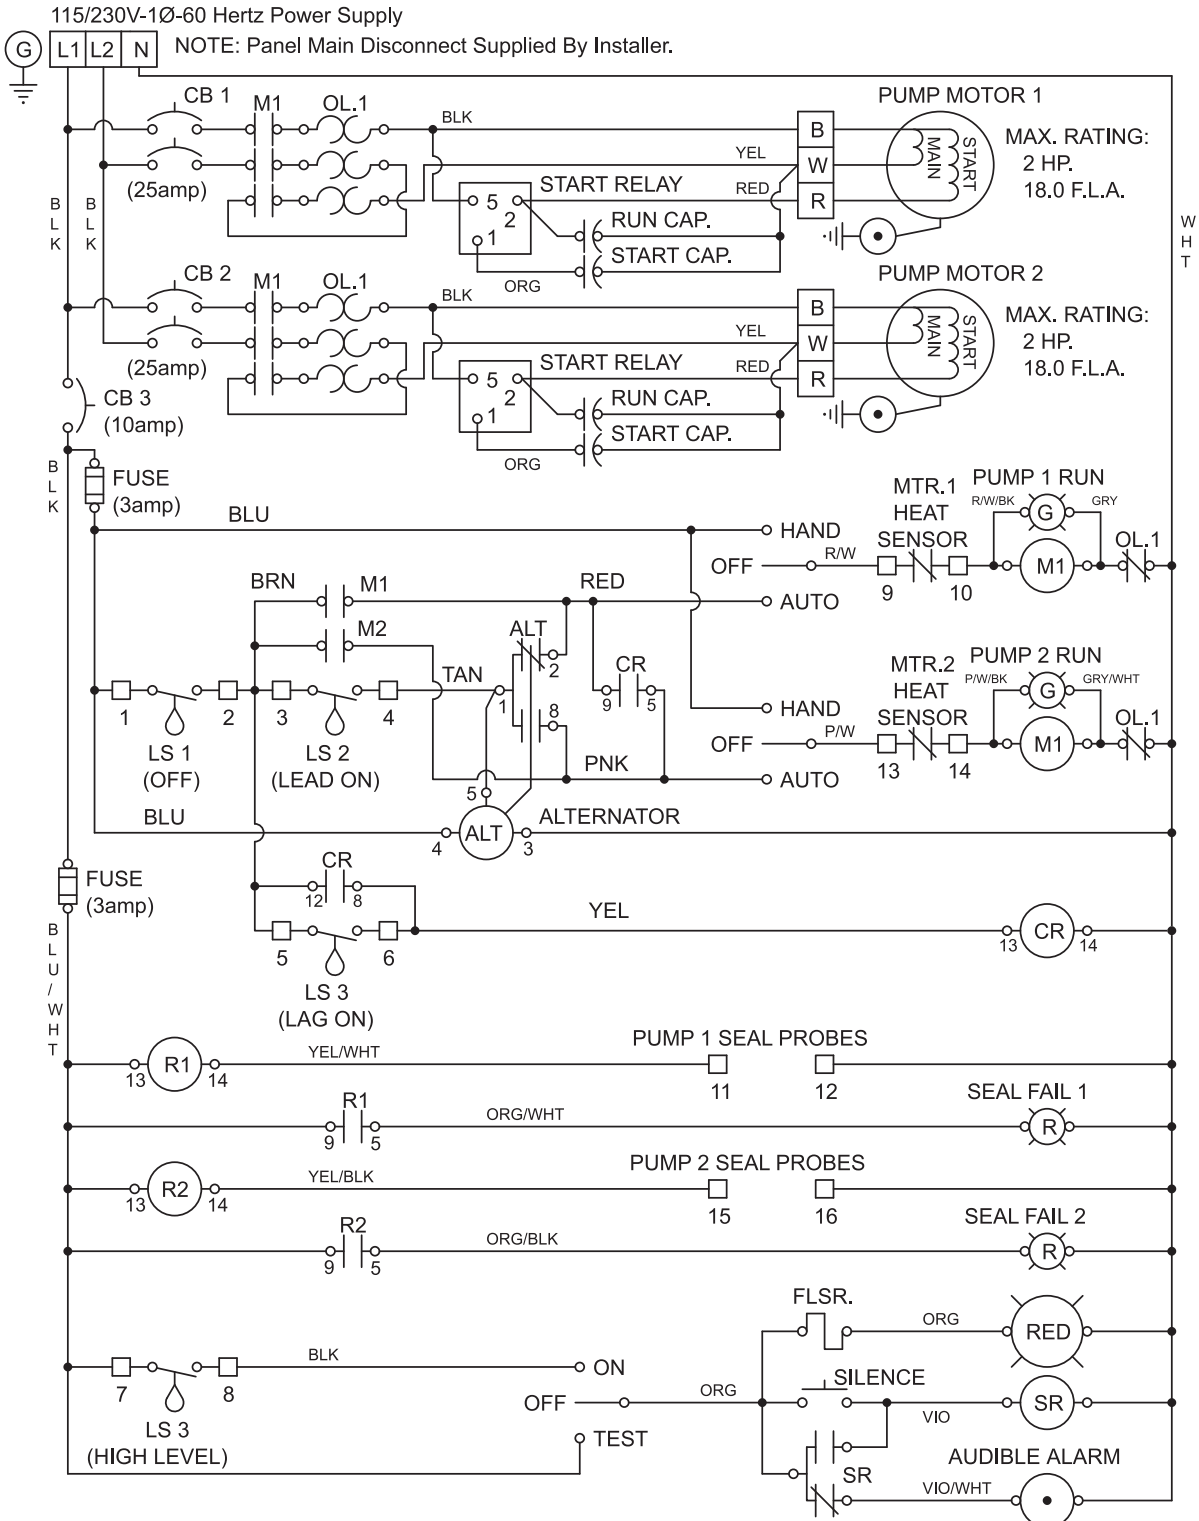 115/230V-1Ø-60 Hertz Power Supply
G L1 L2 N NOTE: Panel Main Disconnect Supplied By Installer.
CB 1 M1 OL.1 BLK PUMP MOTOR 1
B MAX. RATING:
YEL MAIN START 2 HP.
(25amp) W 18.0 F.L.A.
START RELAY RED R
BLK BLK 5 2 1 RUN CAP. WHT
START CAP.
ORG
CB 2 M1 OL.1 BLK PUMP MOTOR 2
B MAX. RATING:
YEL MAIN START 2 HP.
(25amp) W 18.0 F.L.A.
START RELAY RED R
CB 3 5 2 1 RUN CAP.
(10amp) START CAP.
ORG
BLK FUSE
(3amp)
MTR.1 PUMP 1 RUN
HEAT R/W/BK G GRY
BLU HAND SENSOR OL.1
OFF R/W M1
9 10
BRN M1 RED AUTO
M2 ALT
2 CR MTR.2 PUMP 2 RUN
TAN HEAT P/W/BK G GRY/WHT
1 2 3 4 1 9 5 HAND SENSOR OL.1
LS 1 LS 2 8 OFF P/W M1
(OFF) (LEAD ON) 13 14
PNK AUTO
5
BLU ALTERNATOR
4 ALT 3
CR
FUSE 12 8
(3amp)
YEL
BLU/WHT 5 6 13 CR 14
LS 3
(LAG ON)
YEL/WHT PUMP 1 SEAL PROBES
13 R1 14 11 12
R1 ORG/WHT SEAL FAIL 1
9 5 R
YEL/BLK PUMP 2 SEAL PROBES
13 R2 14 15 16
R2 ORG/BLK SEAL FAIL 2
9 5 R
FLSR. ORG RED
BLK ON
7 8 SILENCE
LS 3 OFF ORG VIO SR
(HIGH LEVEL) TEST
SR AUDIBLE ALARM
VIO/WHT